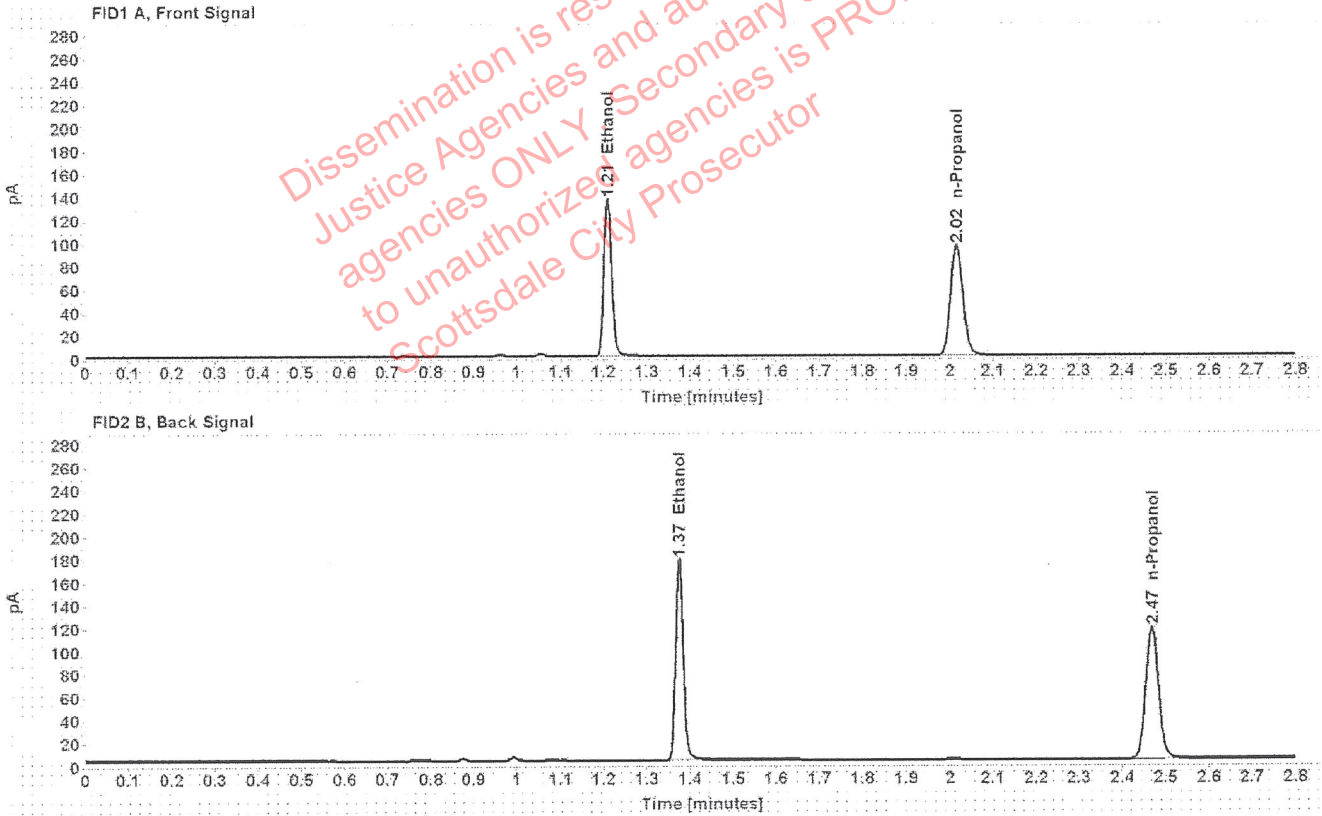 FID1 A, Front Signal
280
260
240
220
200
180
160
140
120
100
80
60
40
20
0
pA
1.21 Ethanol
2.02 n-Propanol
0 0.1 0.2 0.3 0.4 0.5 0.6 0.7 0.8 0.9 1 1.1 1.2 1.3 1.4 1.5 1.6 1.7 1.8 1.9 2 2.1 2.2 2.3 2.4 2.5 2.6 2.7 2.8
Time [minutes]
Dissemination is
Justice Agencies and
agencies ONLY. Secondary
to unauthorized agencies is
Scottsdale City Prosecutor
FID2 B, Back Signal
280
260
240
220
200
180
160
140
120
100
80
60
40
20
0
pA
1.37 Ethanol
2.47 n-Propanol
0 0.1 0.2 0.3 0.4 0.5 0.6 0.7 0.8 0.9 1 1.1 1.2 1.3 1.4 1.5 1.6 1.7 1.8 1.9 2 2.1 2.2 2.3 2.4 2.5 2.6 2.7 2.8
Time [minutes]